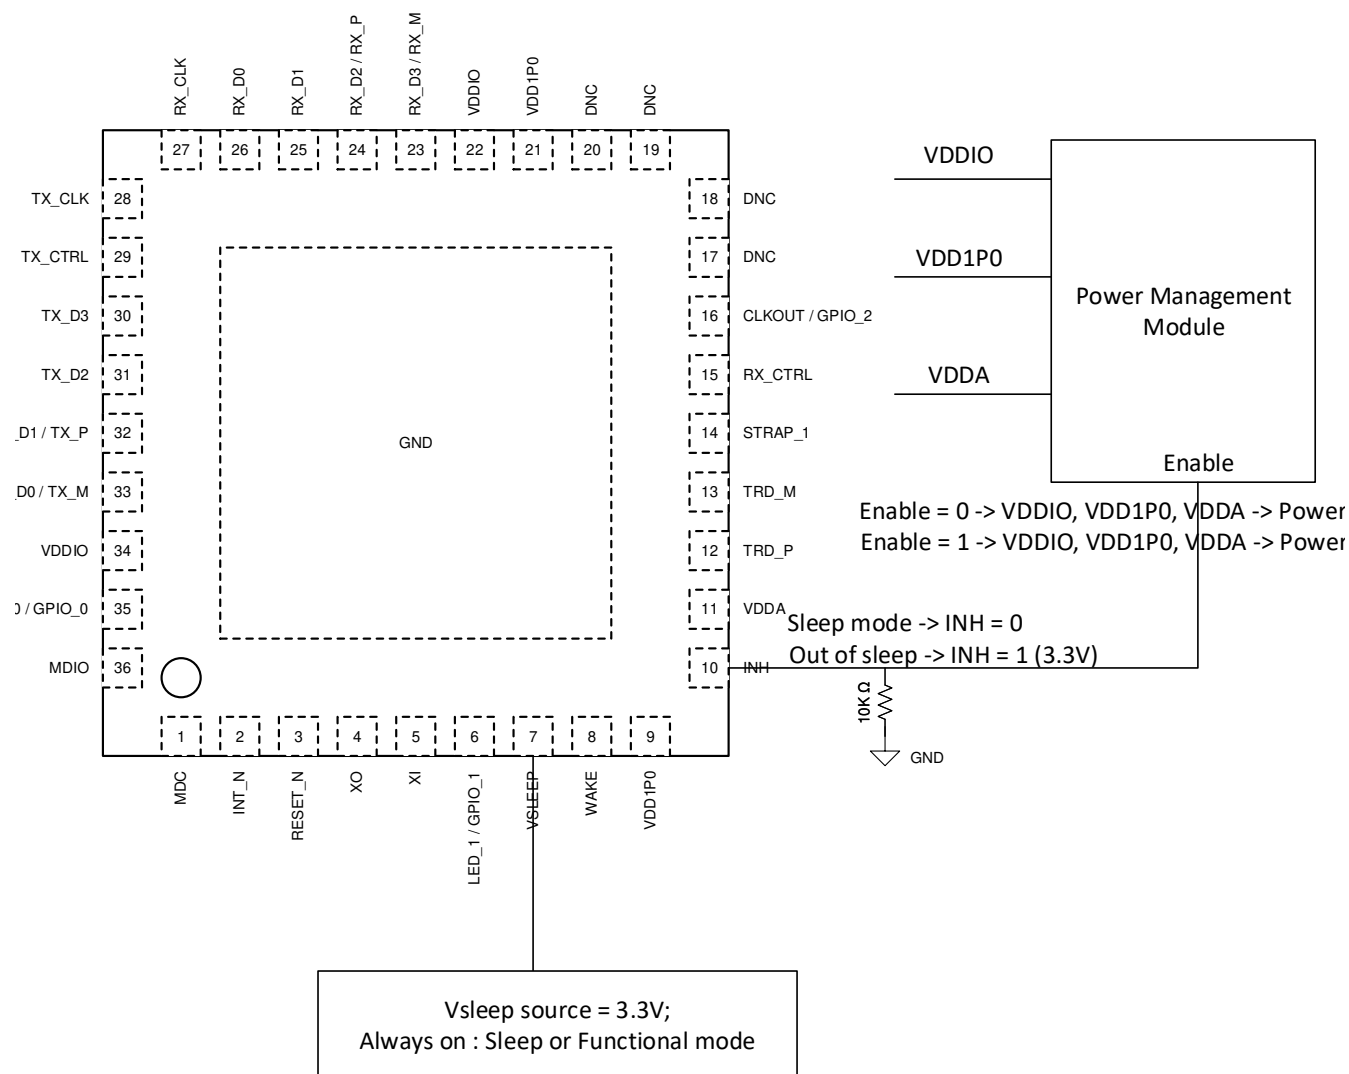 RX_CLK
RX_D0
RX_D1
RX_D2 / RX_P
RX_D3 / RX_M
VDDIO
VDD1P0
DNC
DNC
27
26
25
24
23
22
21
20
19
TX_CLK
28
TX_CTRL
29
TX_D3
30
TX_D2
31
_D1 / TX_P
32
_D0 / TX_M
33
VDDIO
34
0 / GPIO_0
35
MDIO
36
GND
18
DNC
17
DNC
16
CLKOUT / GPIO_2
15
RX_CTRL
14
STRAP_1
13
TRD_M
12
TRD_P
11
VDDA
10
INH
1
2
3
4
5
6
7
8
9
MDC
INT_N
RESET_N
XO
XI
LED_1 / GPIO_1
VSLEEP
WAKE
VDD1P0
VDDIO
VDD1P0
VDDA
Power Management
Module
Enable
Enable = 0 -> VDDIO, VDD1P0, VDDA -> Power
Enable = 1 -> VDDIO, VDD1P0, VDDA -> Power
Sleep mode -> INH = 0
Out of sleep -> INH = 1 (3.3V)
10K Ω
GND
Vsleep source = 3.3V;
Always on : Sleep or Functional mode